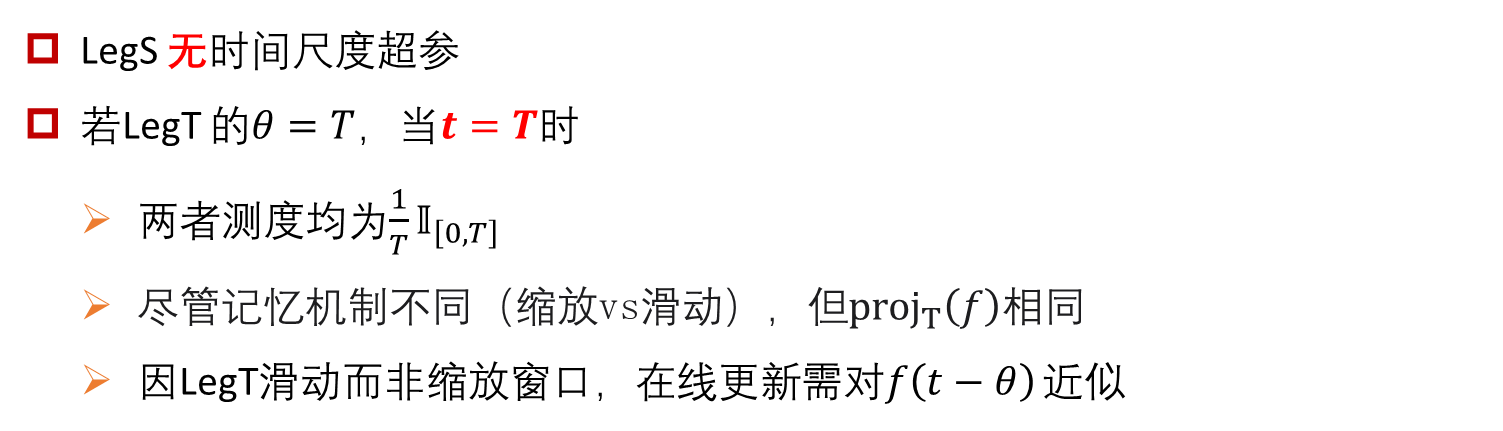 LegS 无时间尺度超参
若LegT 的θ = T，当t = T时
两者测度均为1/T 𝕀[0,T]
尽管记忆机制不同（缩放vs滑动），但proj_T(f)相同
因LegT滑动而非缩放窗口，在线更新需对f(t − θ) 近似